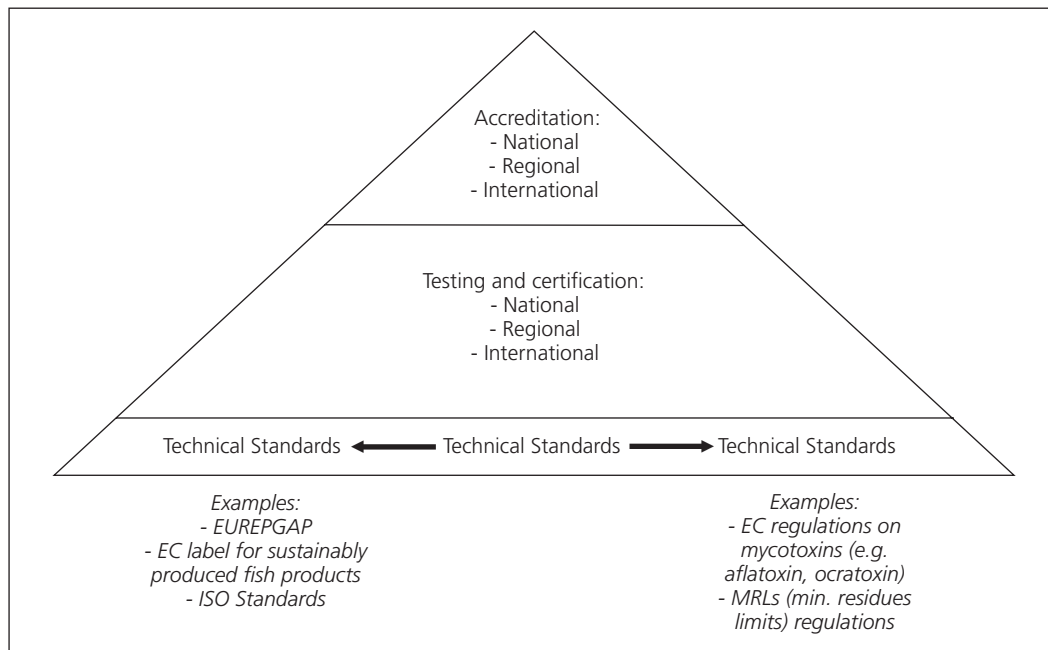 Accreditation:
- National
- Regional
- International
Testing and certification:
- National
- Regional
- International
Technical Standards Technical Standards Technical Standards
Examples:
- EUREPGAP
- EC label for sustainably
produced fish products
- ISO Standards
Examples:
- EC regulations on
mycotoxins (e.g.
aflatoxin, ocratoxin)
- MRLs (min. residues
limits) regulations